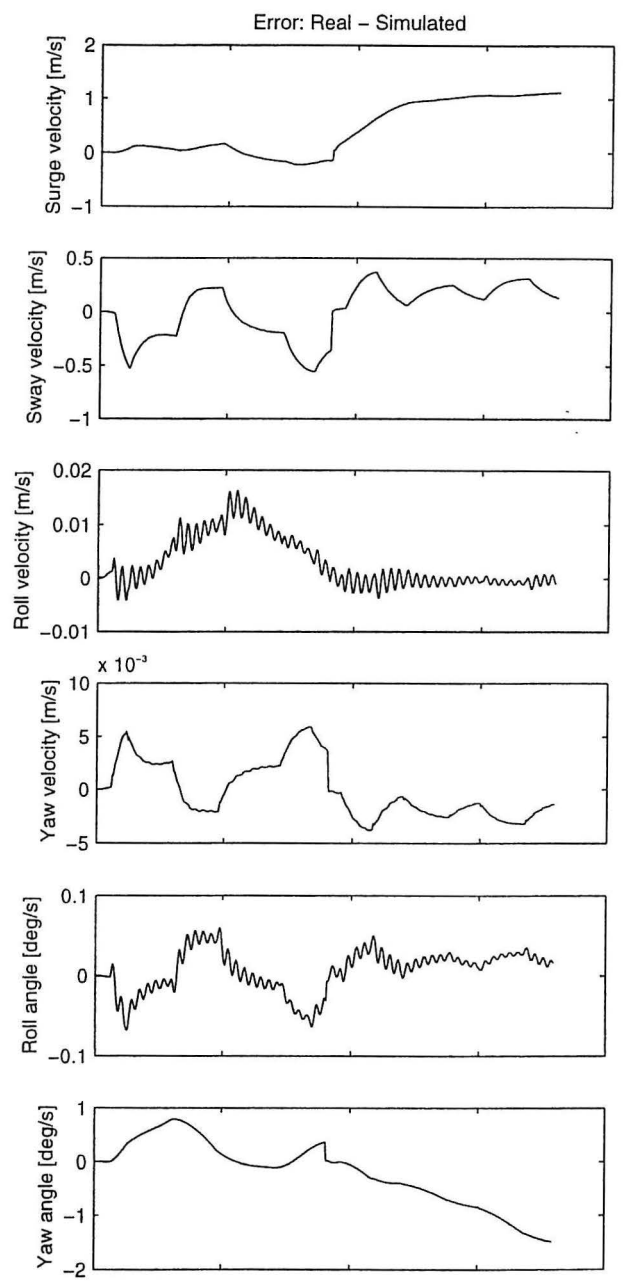 Error: Real − Simulated
Surge velocity [m/s]
2
1
0
−1
Sway velocity [m/s]
0.5
0
−0.5
−1
Roll velocity [m/s]
0.02
0.01
0
−0.01
x 10⁻³
Yaw velocity [m/s]
10
5
0
−5
Roll angle [deg/s]
0.1
0
−0.1
Yaw angle [deg/s]
1
0
−1
−2